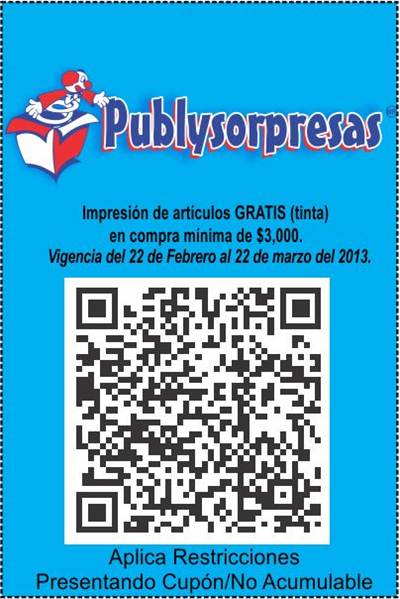 Publysorpresas
Impresión de artículos GRATIS (tinta)
en compra mínima de $3,000.
Vigencia del 22 de Febrero al 22 de marzo del 2013.
Aplica Restricciones
Presentando Cupón/No Acumulable